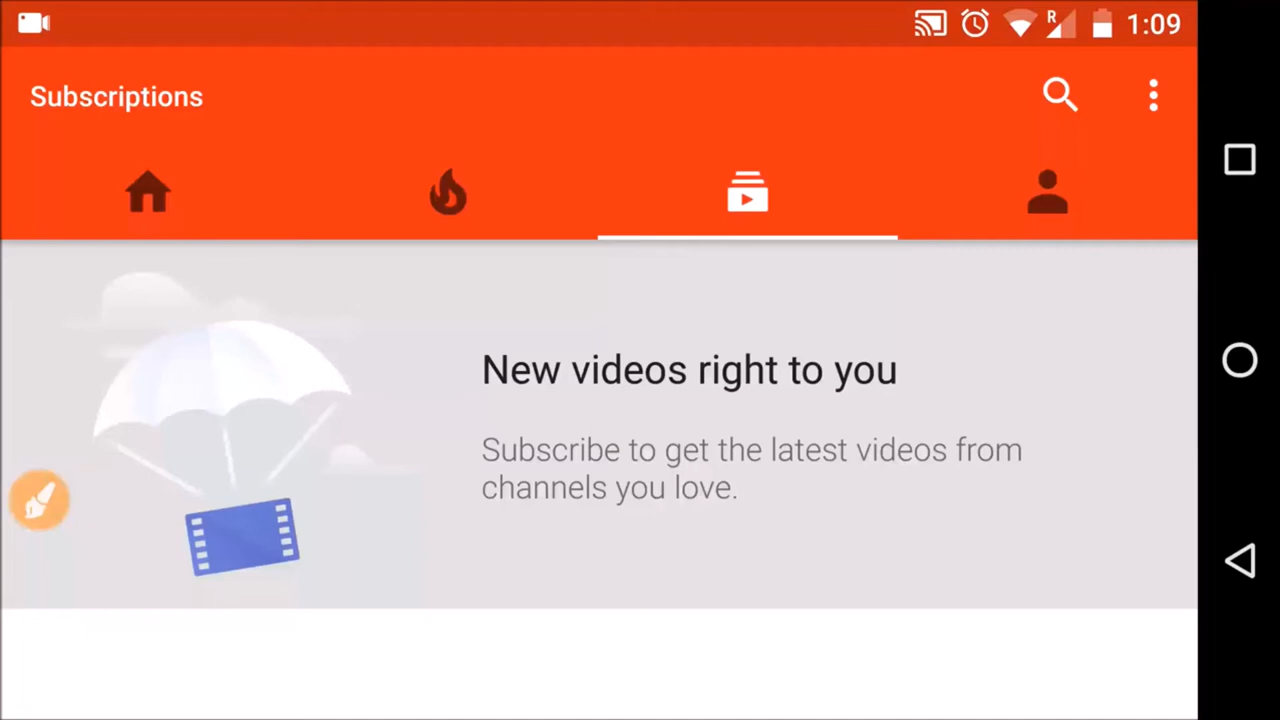 R
1:09
Subscriptions
New videos right to you
Subscribe to get the latest videos from
channels you love.